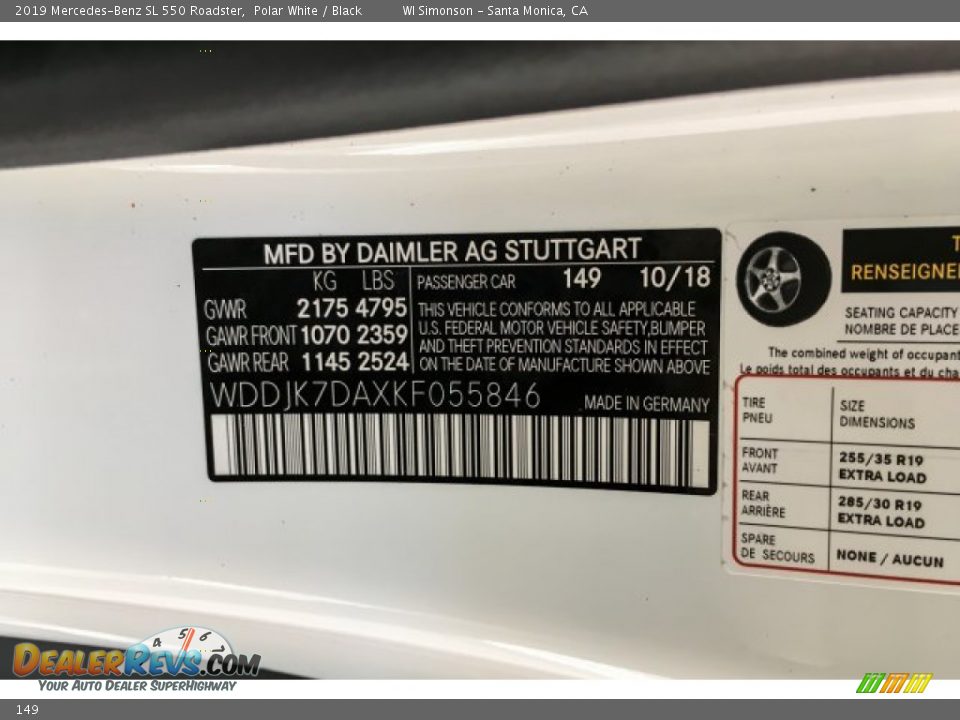 2019 Mercedes-Benz SL 550 Roadster, Polar White / Black WI Simonson - Santa Monica, CA
MFD BY DAIMLER AG STUTTGART
KG LBS PASSENGER CAR 149 10/18
GVWR 2175 4795
GAWR FRONT 1070 2359
GAWR REAR 1145 2524
THIS VEHICLE CONFORMS TO ALL APPLICABLE
U.S. FEDERAL MOTOR VEHICLE SAFETY,BUMPER
AND THEFT PREVENTION STANDARDS IN EFFECT
ON THE DATE OF MANUFACTURE SHOWN ABOVE
WDDJK7DAXKF055846 MADE IN GERMANY
T
RENSEIGNE
SEATING CAPACITY
NOMBRE DE PLACE
The combined weight of occupant
Le poids total des occupants et du cha
TIRE SIZE
PNEU DIMENSIONS
FRONT 255/35 R19
AVANT EXTRA LOAD
REAR 285/30 R19
ARRIÈRE EXTRA LOAD
SPARE
DE SECOURS NONE / AUCUN
4 5 6 7
DEALERREVS.COM
YOUR AUTO DEALER SUPERHIGHWAY
149